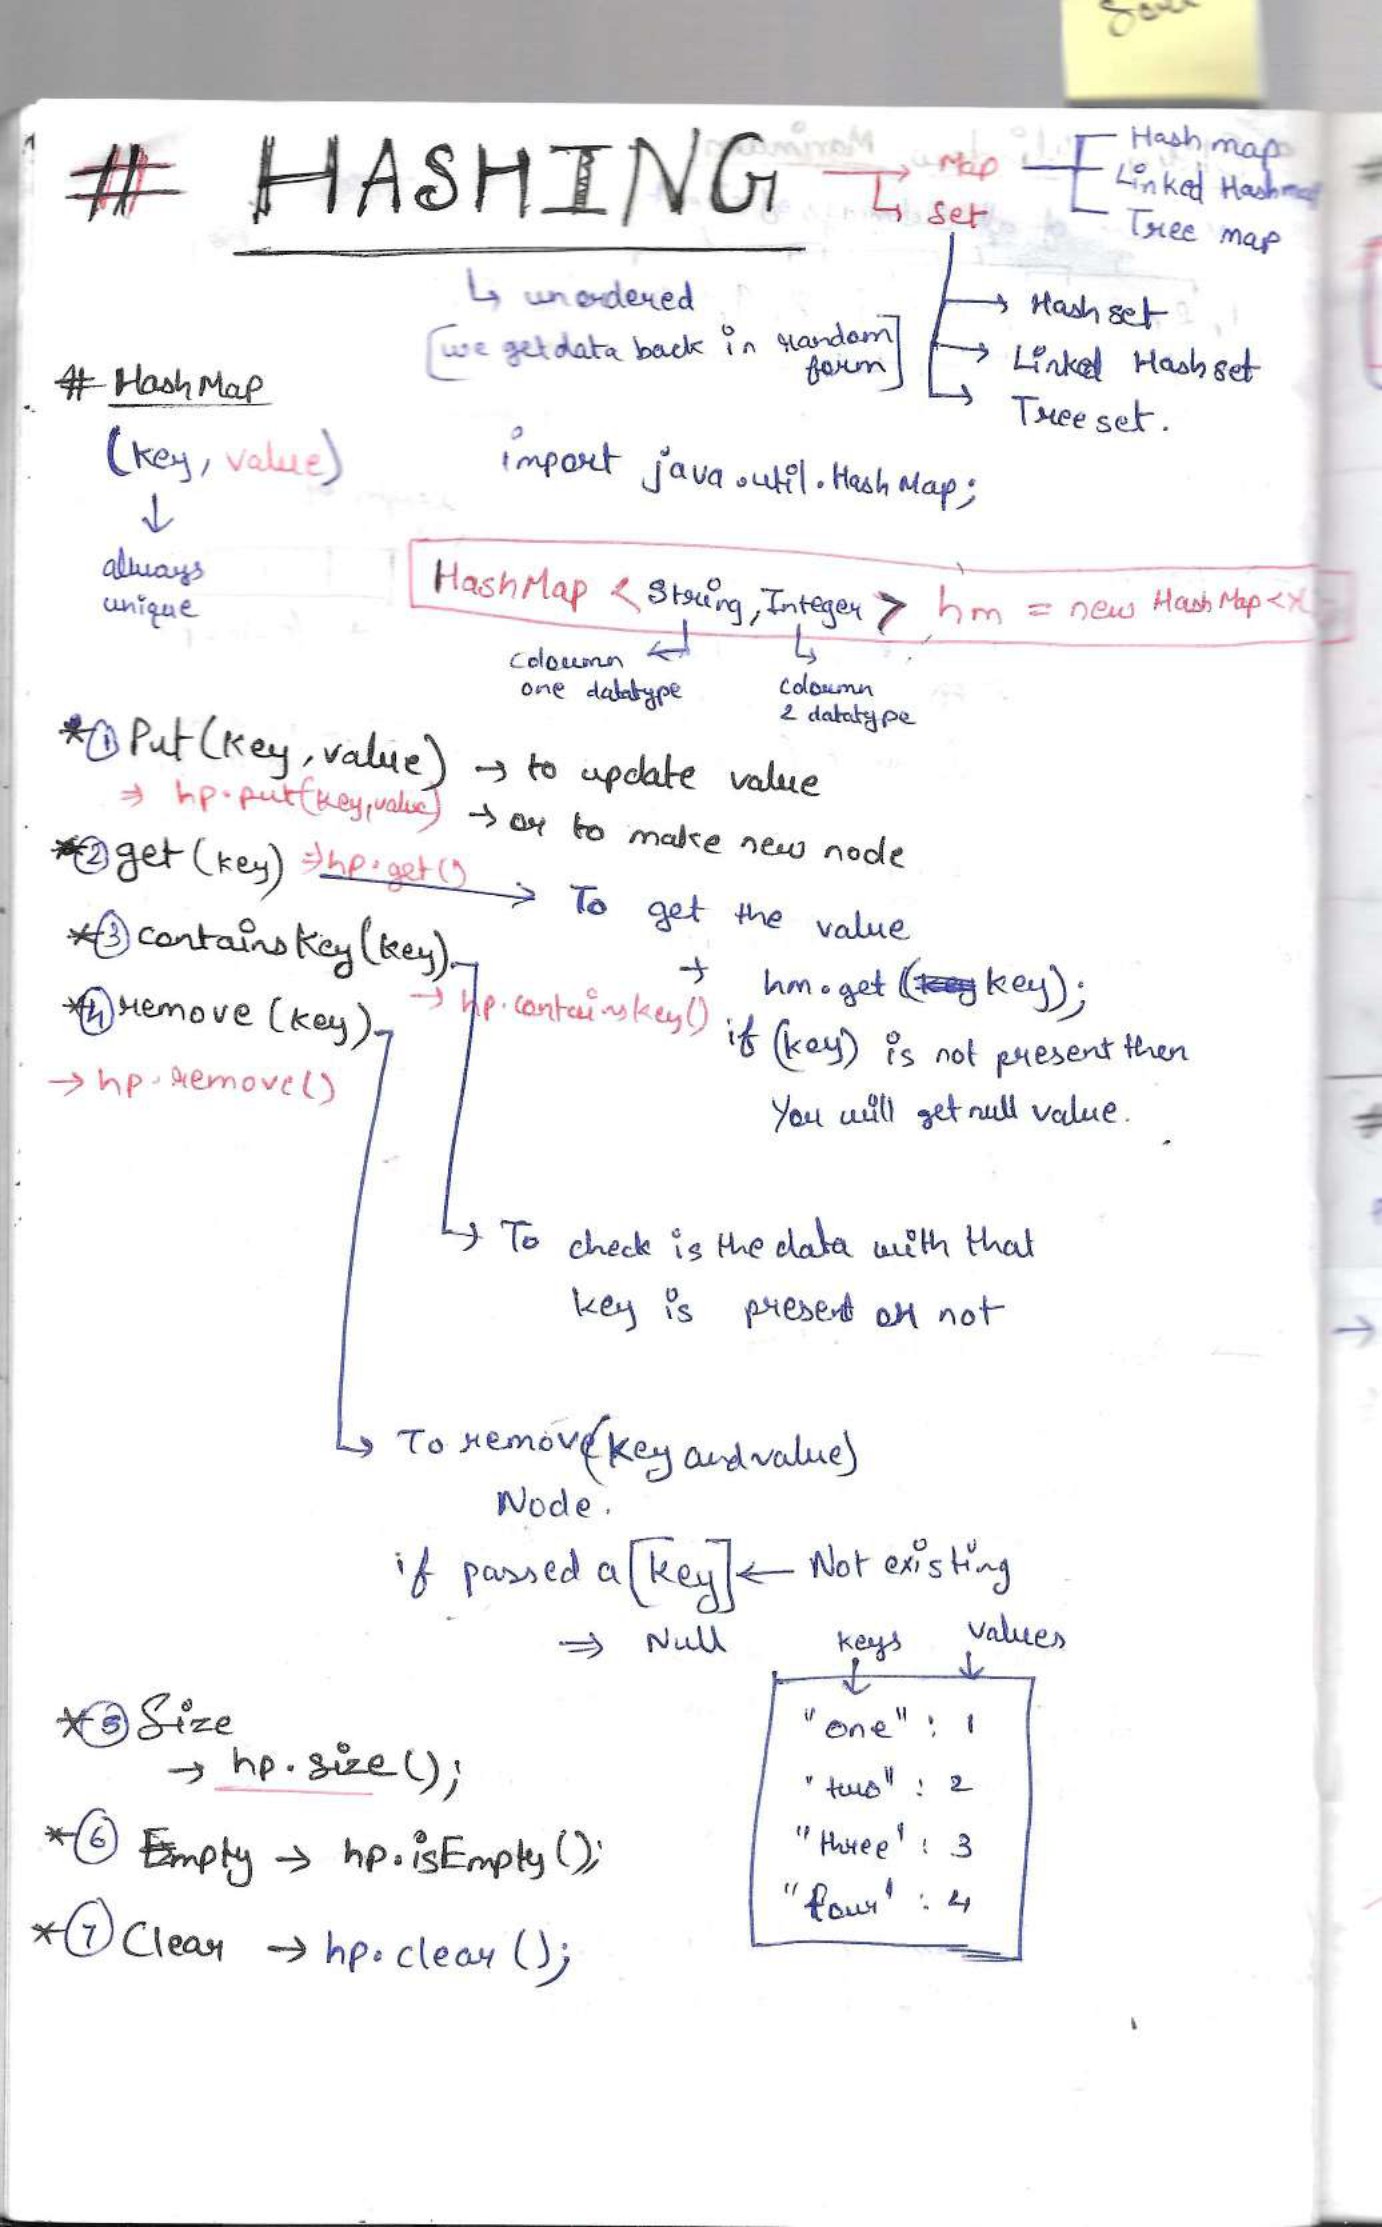 # HASHING → Map
↳ set
Hash map
Linked Hashmap
Tree map
↳ unordered
[we get data back in random form]
→ Hash set
→ Linked Hash set
→ Tree set.
# HashMap
(key, value)
↓
always
unique
import java.util.HashMap;
HashMap < String, Integer > hm = new HashMap<
coloumn
one datatype
coloumn
2 datatype
* ① Put (key, value) → to update value
⇒ hp.put(key,value) → or to make new node
* ② get (key) ⇒ hp.get() → To get the value
→ hm.get (key);
if (key) is not present then
You will get null value.
* ③ contains Key (key)
→ hp.containskey()
* ④ remove (key)
→ hp.remove()
↳ To check is the data with that
key is present or not
↳ To remove (key and value)
Node.
if passed a [key] ← Not existing
⇒ Null
keys values
"one" : 1
"two" : 2
"three" : 3
"four" : 4
* ⑤ Size
→ hp.size();
* ⑥ Empty → hp.isEmpty();
* ⑦ Clear → hp.clear();